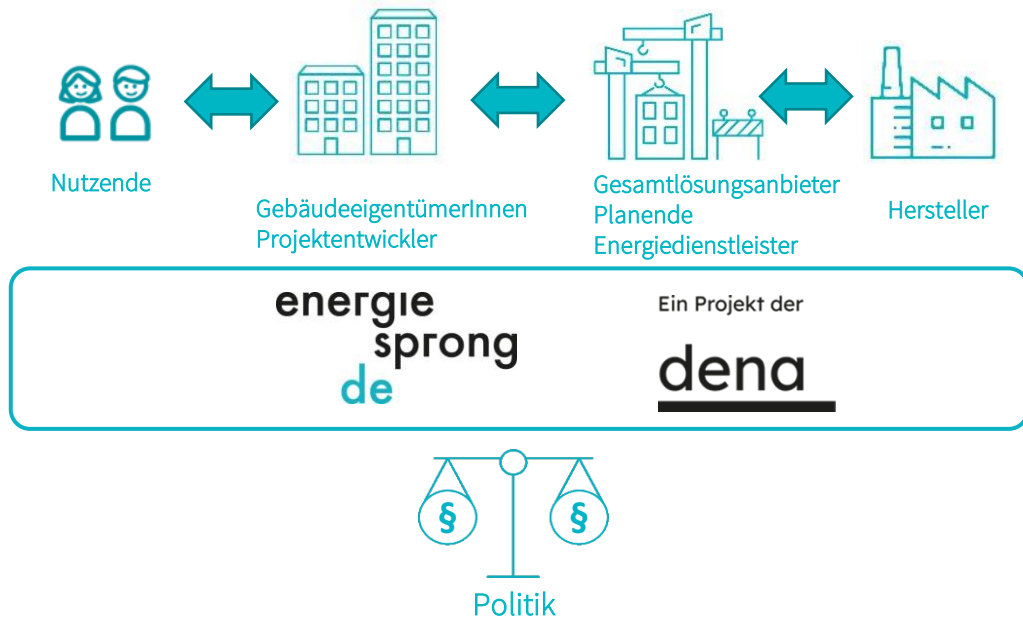 Nutzende
GebäudeeigentümerInnen
Projektentwickler
Gesamtlösungsanbieter
Planende
Energiedienstleister
Hersteller
energie
sprong
de
Ein Projekt der
dena
§ §
Politik